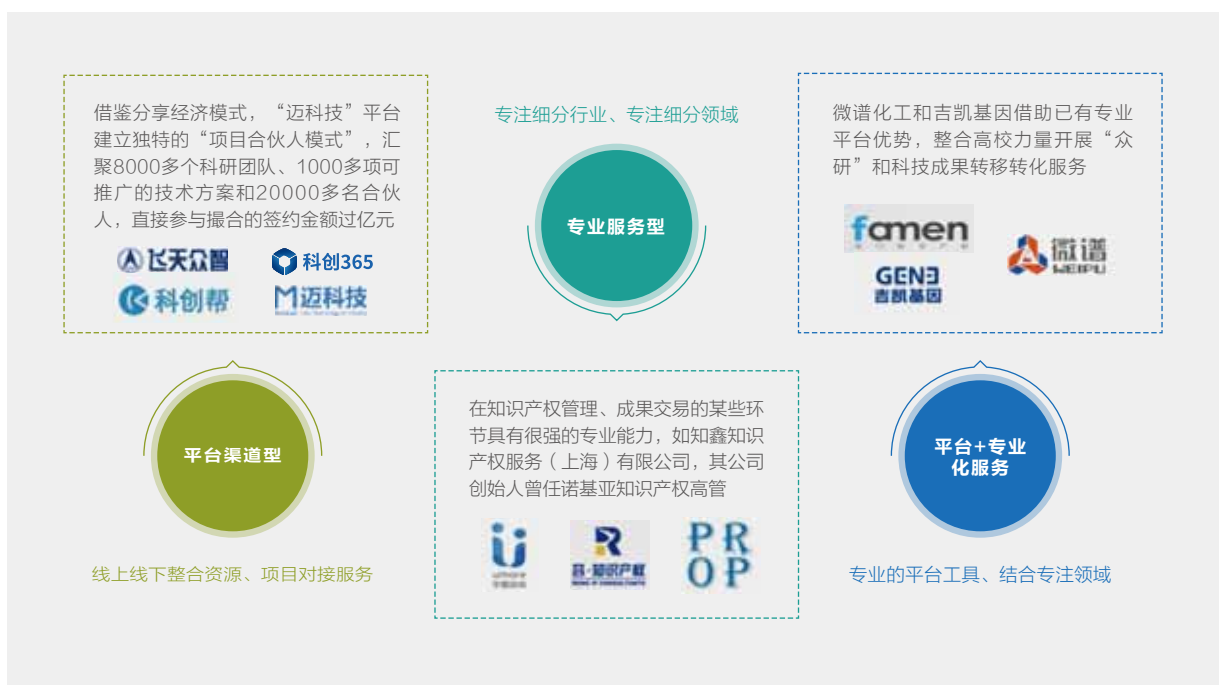 借鉴分享经济模式，“迈科技”平台
建立独特的“项目合伙人模式”，汇
聚8000多个科研团队、1000多项可
推广的技术方案和20000多名合伙
人，直接参与撮合的签约金额过亿元
飞天众智
科创365
科创帮
迈科技
平台渠道型
线上线下整合资源、项目对接服务
专注细分行业、专注细分领域
专业服务型
在知识产权管理、成果交易的某些环
节具有很强的专业能力，如知鑫知识
产权服务（上海）有限公司，其公司
创始人曾任诺基亚知识产权高管
知识产权
P R
O P
微谱化工和吉凯基因借助已有专业
平台优势，整合高校力量开展“众
研”和科技成果转移转化服务
famen
微谱
WEIPU
GENE
吉凯基因
平台+专业
化服务
专业的平台工具、结合专注领域